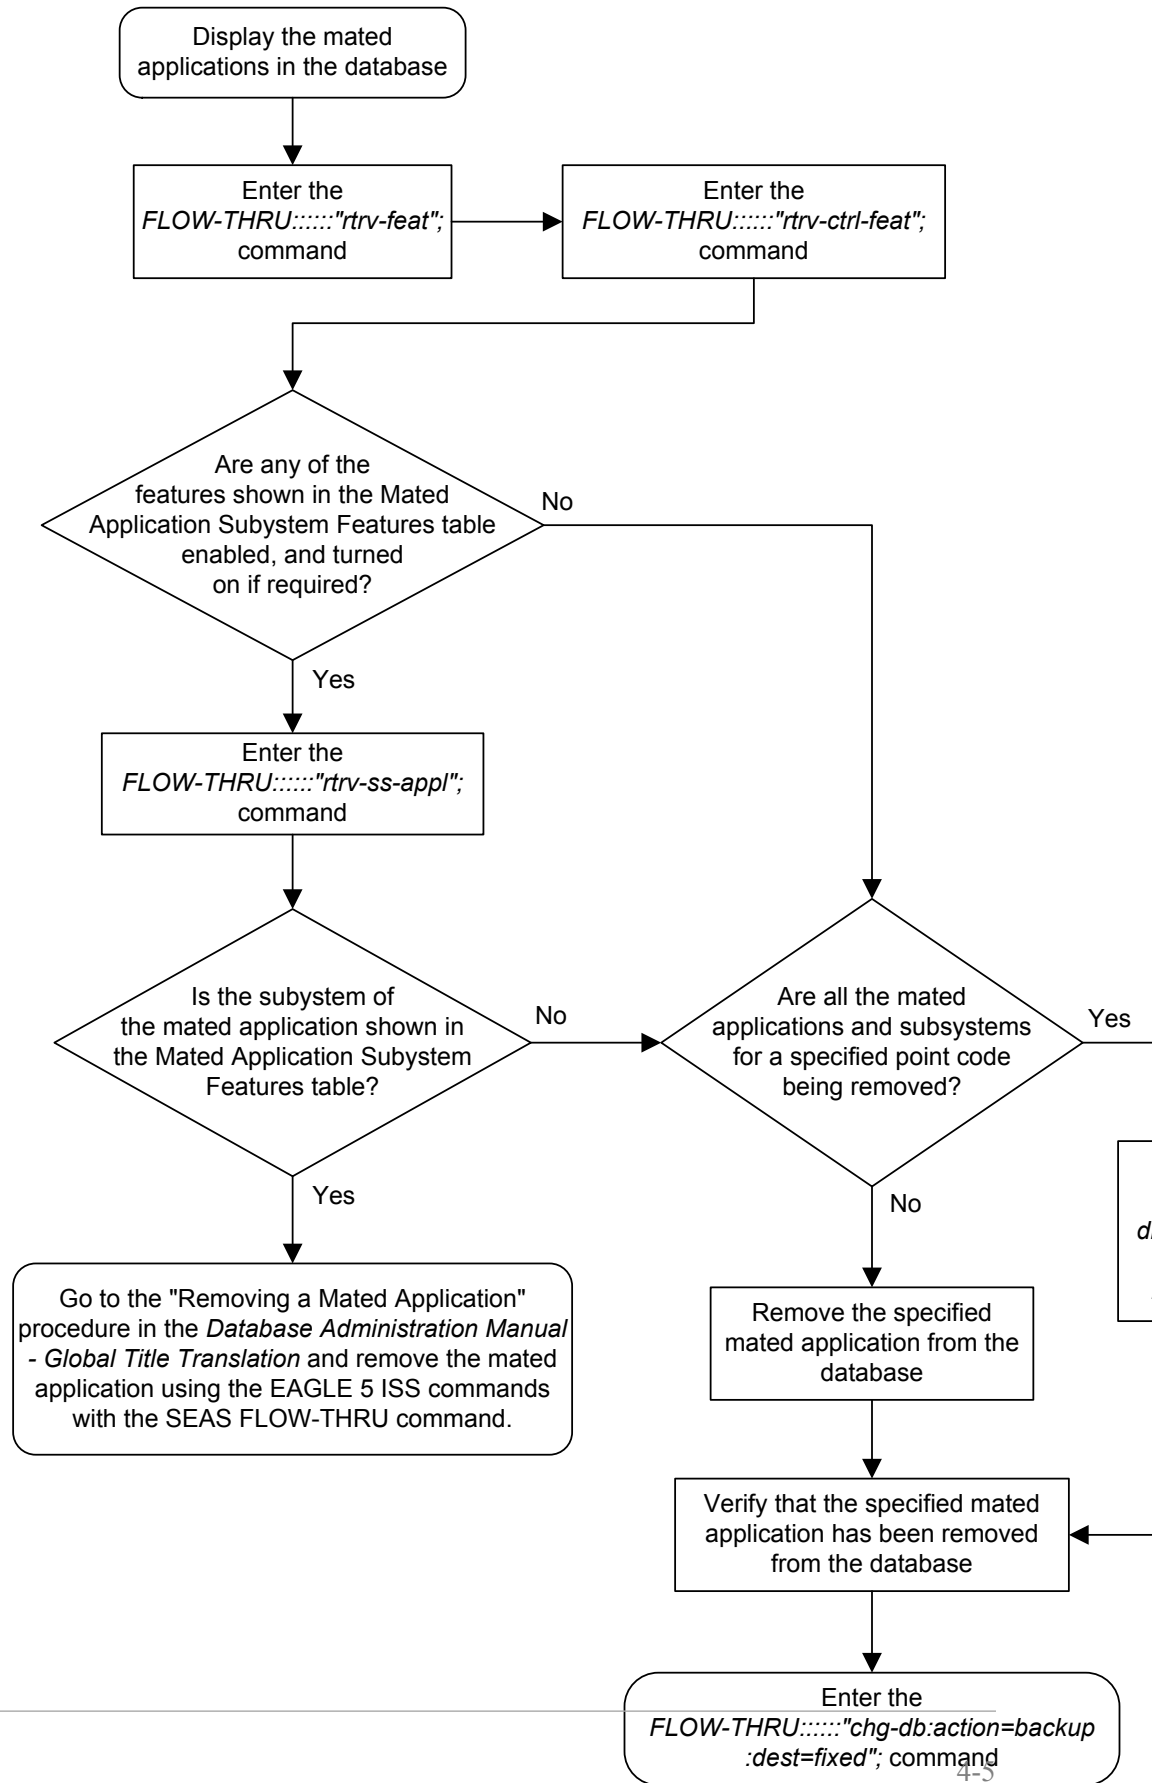 Display the mated
applications in the database
Enter the
FLOW-THRU::::::"rtrv-feat";
command
Enter the
FLOW-THRU::::::"rtrv-ctrl-feat";
command
Are any of the
features shown in the Mated
Application Subystem Features table
enabled, and turned
on if required?
No
Yes
Enter the
FLOW-THRU::::::"rtrv-ss-appl";
command
Is the subystem of
the mated application shown in
the Mated Application Subystem
Features table?
No
Are all the mated
applications and subsystems
for a specified point code
being removed?
Yes
Yes
No
Go to the "Removing a Mated Application"
procedure in the Database Administration Manual
- Global Title Translation and remove the mated
application using the EAGLE 5 ISS commands
with the SEAS FLOW-THRU command.
Remove the specified
mated application from the
database
Verify that the specified mated
application has been removed
from the database
Enter the
FLOW-THRU::::::"chg-db:action=backup
:dest=fixed"; command
4-5